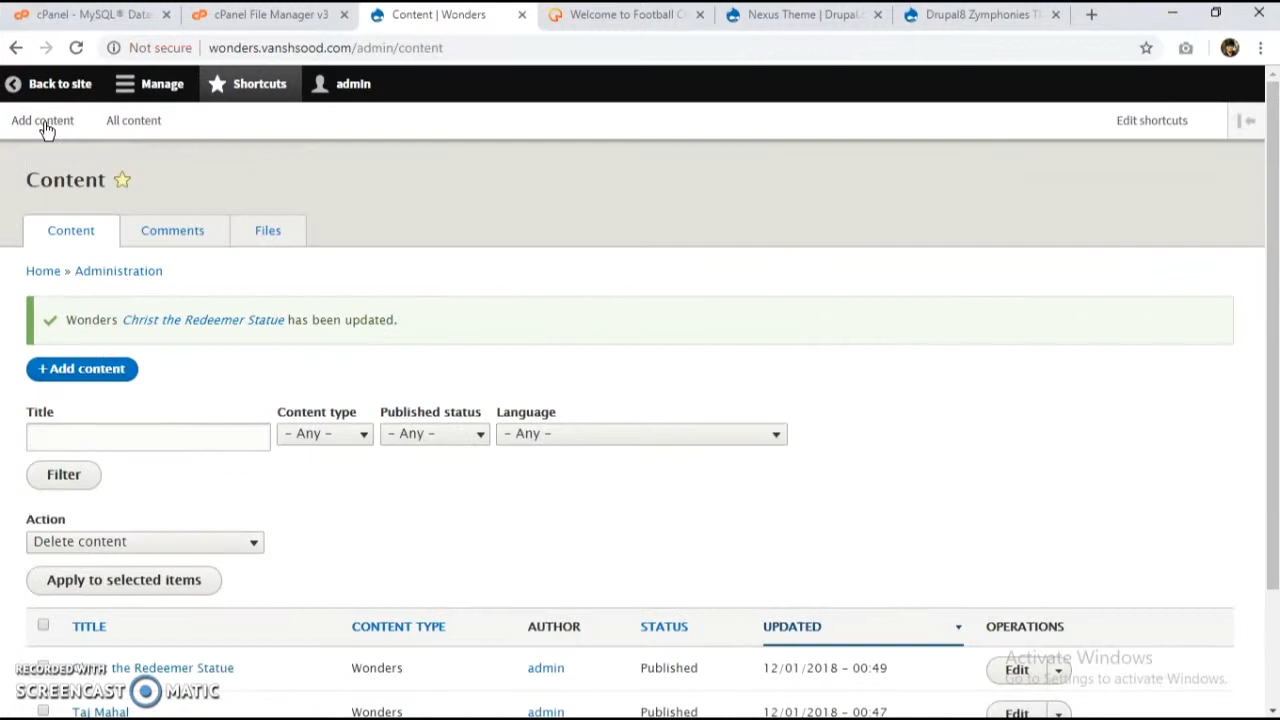 cPanel - MySQL® Data
cPanel File Manager v3
Content | Wonders
Welcome to Football C
Nexus Theme | Drupal.
Drupal8 Zymphonies T
Not secure
wonders.vanshsood.com/admin/content
Back to site
Manage
Shortcuts
admin
Add content
All content
Edit shortcuts
Content
Content
Comments
Files
Home » Administration
Wonders Christ the Redeemer Statue has been updated.
+ Add content
Title
Content type
Published status
Language
- Any -
- Any -
- Any -
Filter
Action
Delete content
Apply to selected items
TITLE
CONTENT TYPE
AUTHOR
STATUS
UPDATED
OPERATIONS
the Redeemer Statue
Wonders
admin
Published
12/01/2018 – 00:49
Edit
Taj Mahal
Wonders
admin
Published
12/01/2018 – 00:47
Edit
Activate Windows
Go to Settings to activate Windows.
RECORDED WITH
SCREENCAST MATIC